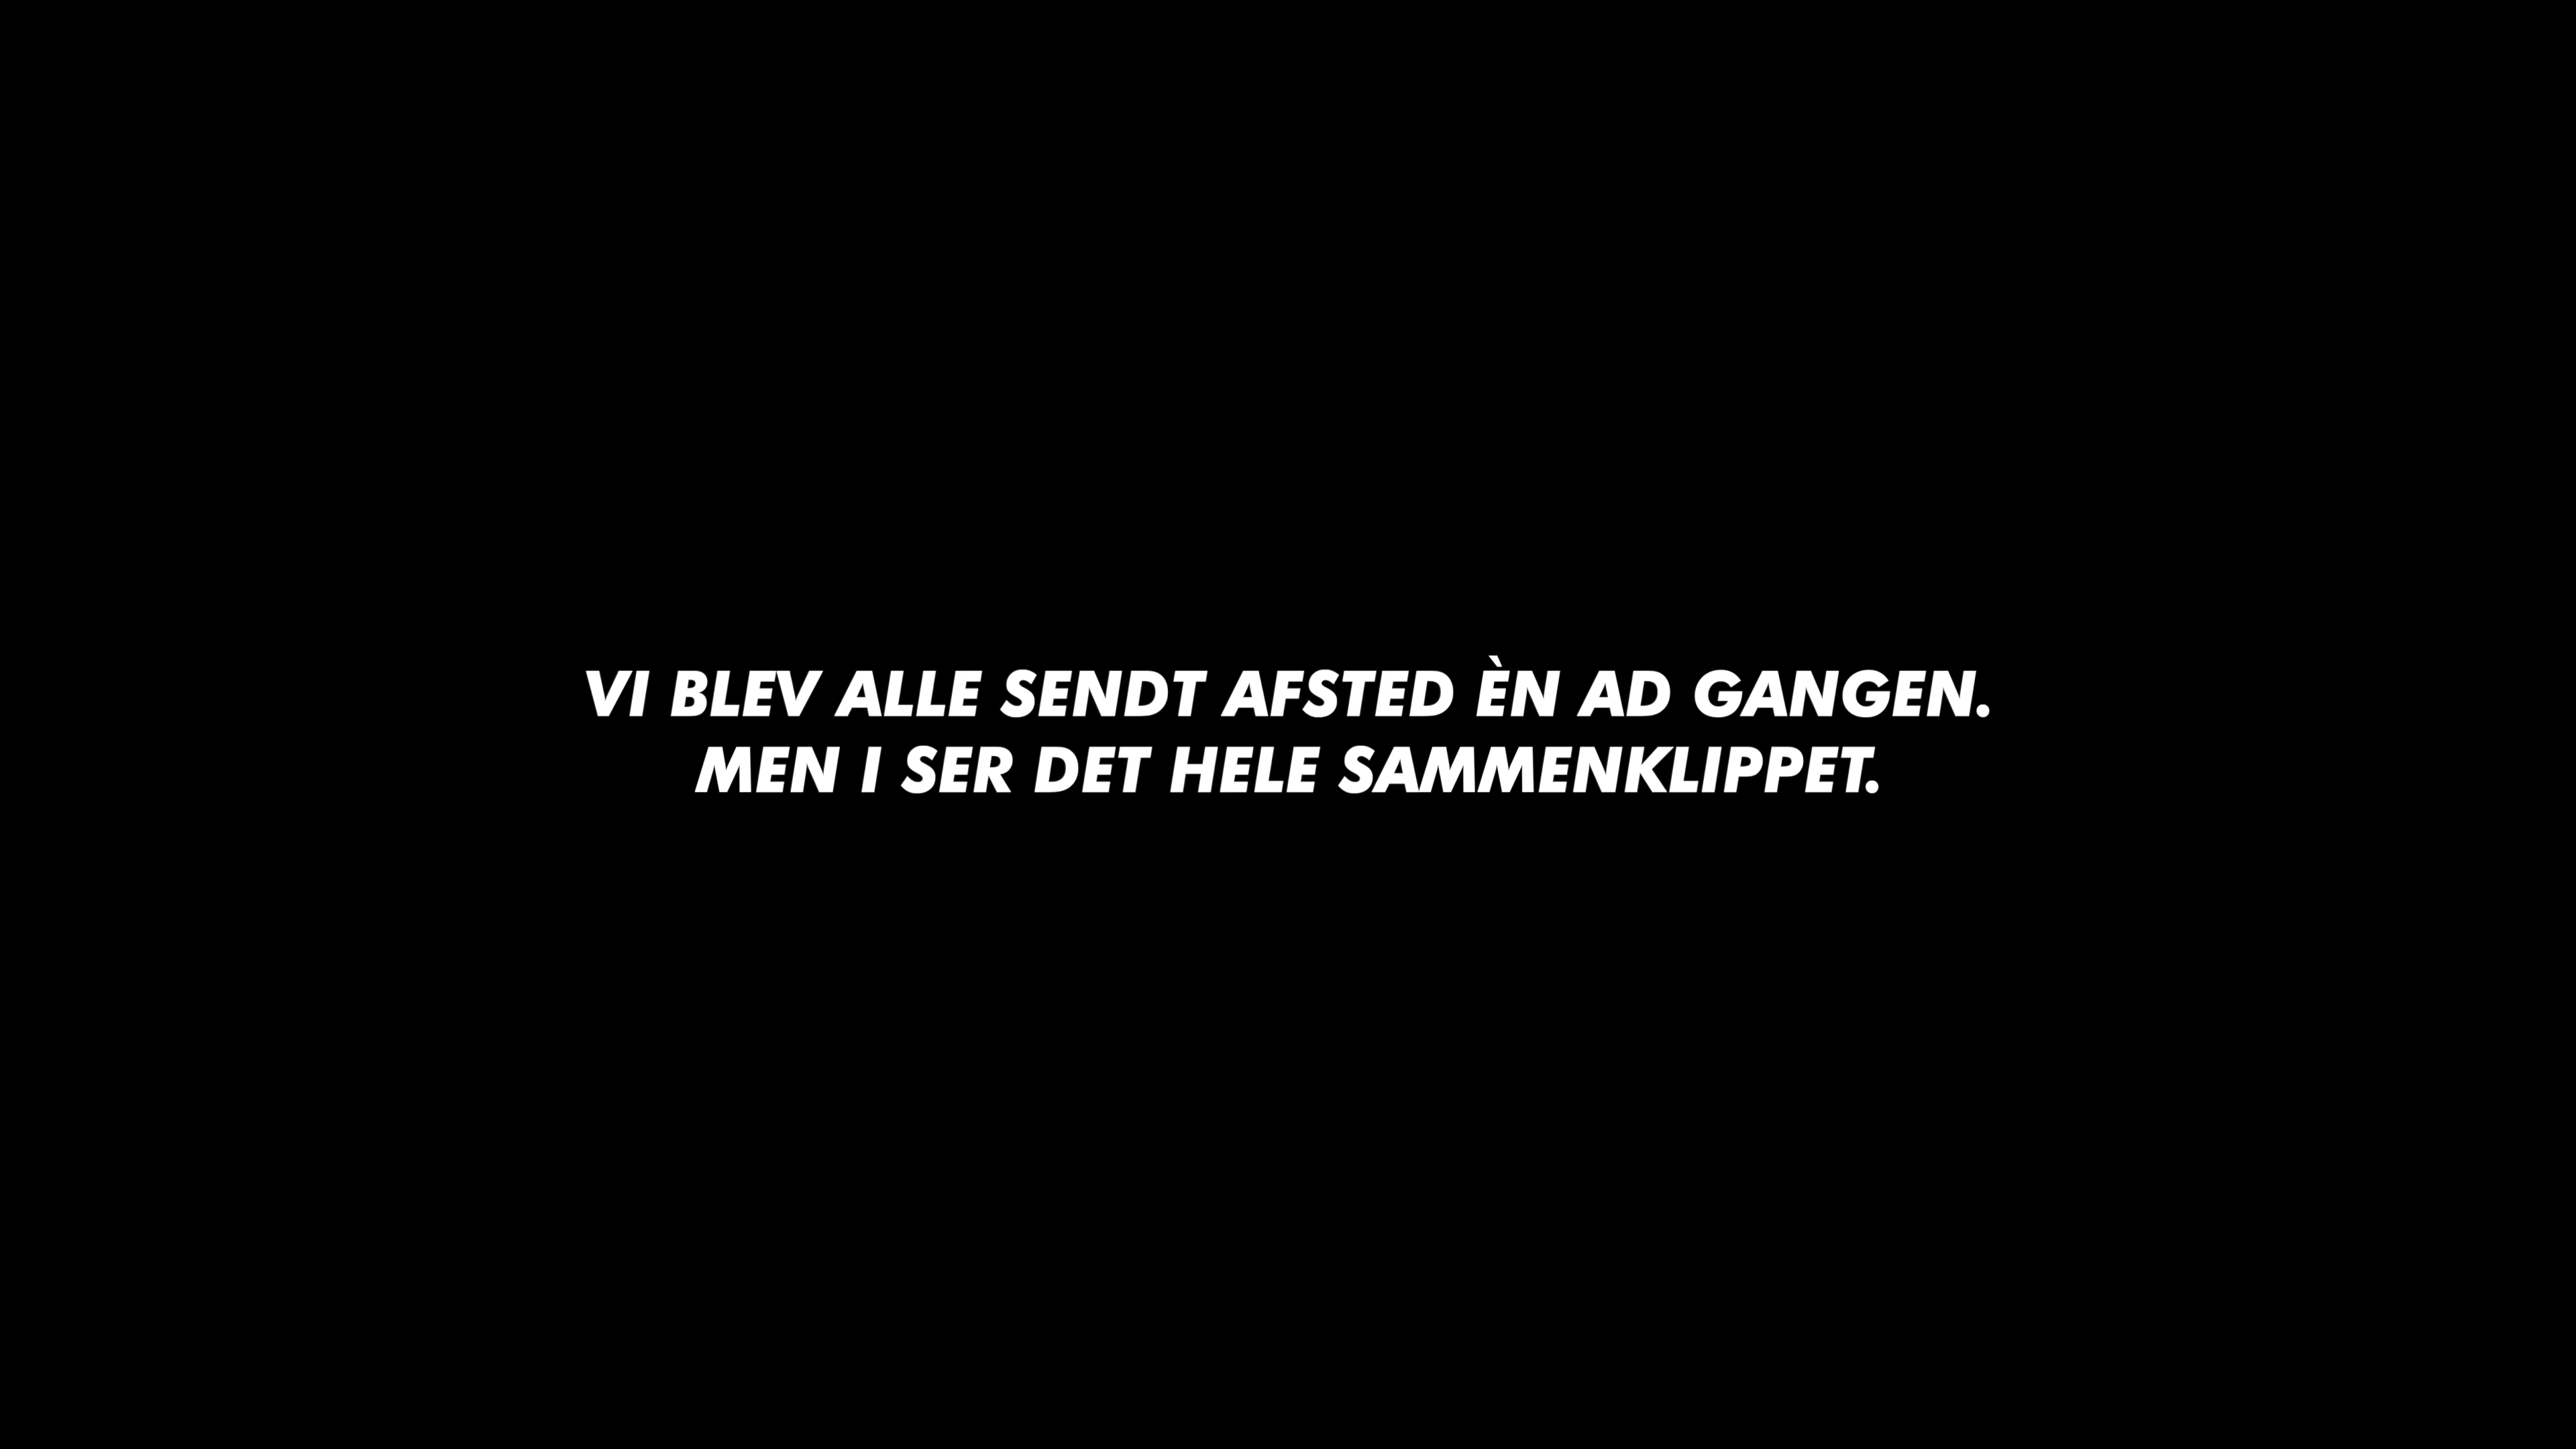 VI BLEV ALLE SENDT AFSTED ÈN AD GANGEN.
MEN I SER DET HELE SAMMENKLIPPET.